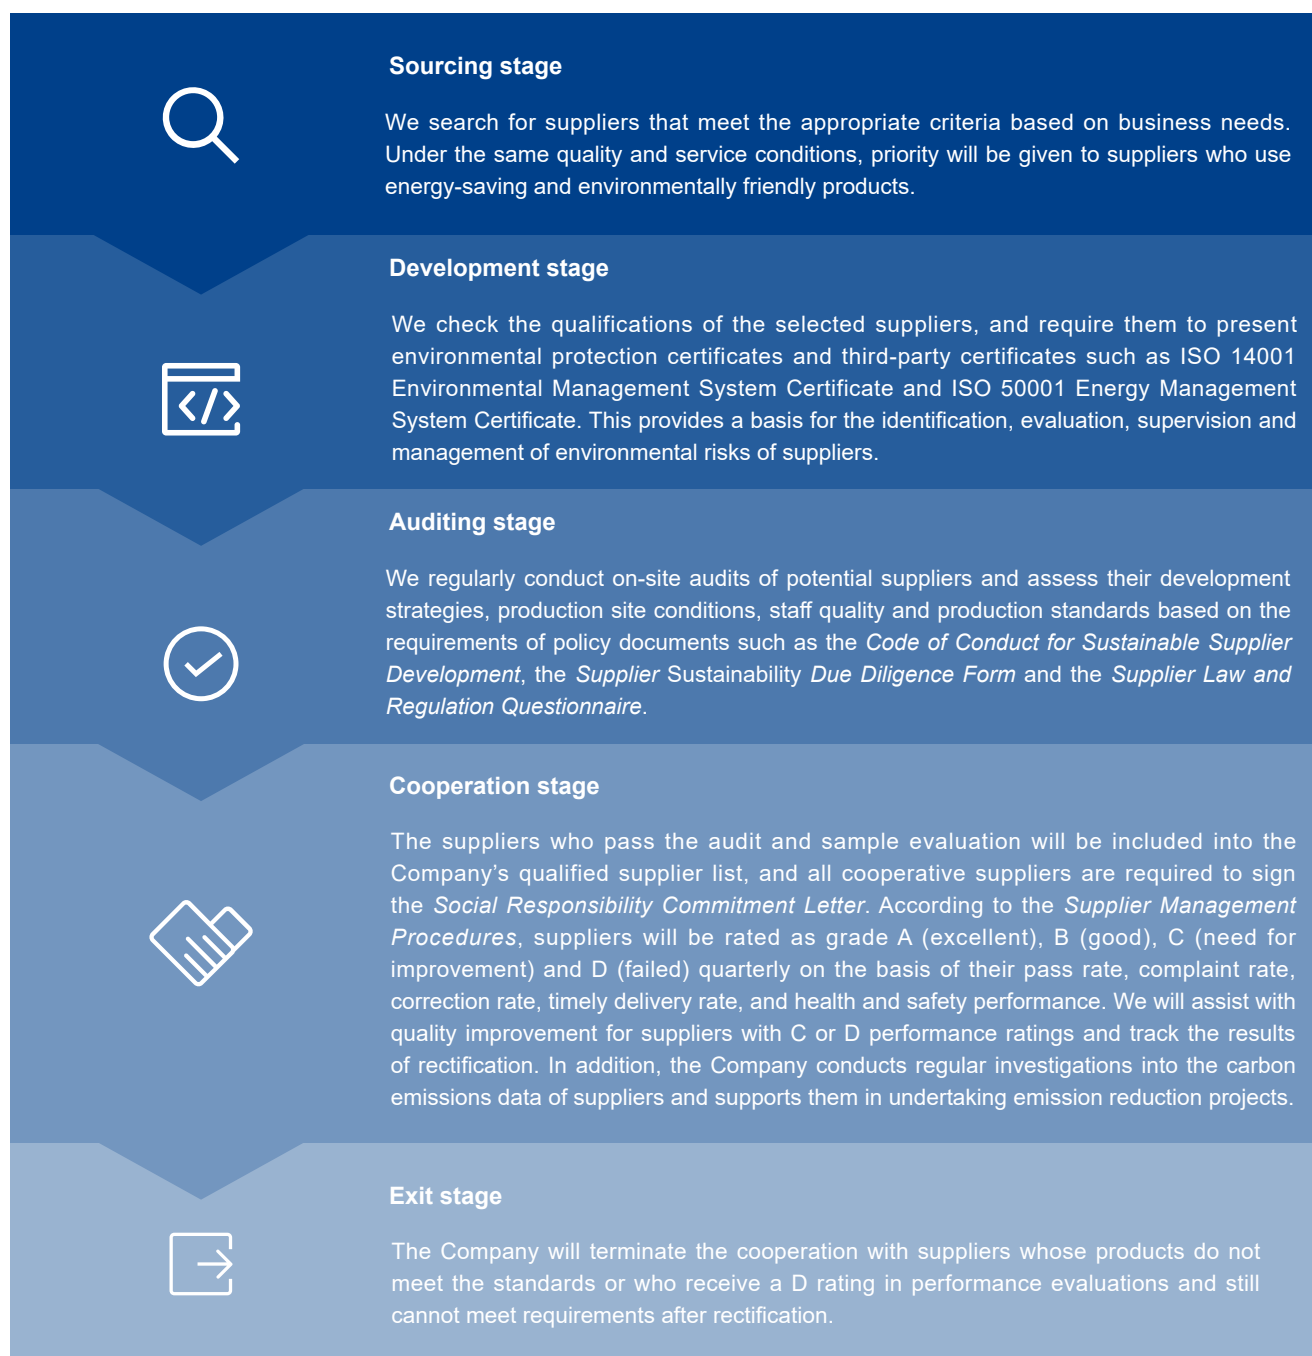 Sourcing stage
We search for suppliers that meet the appropriate criteria based on business needs.
Under the same quality and service conditions, priority will be given to suppliers who use
energy-saving and environmentally friendly products.
Development stage
We check the qualifications of the selected suppliers, and require them to present
environmental protection certificates and third-party certificates such as ISO 14001
Environmental Management System Certificate and ISO 50001 Energy Management
System Certificate. This provides a basis for the identification, evaluation, supervision and
management of environmental risks of suppliers.
Auditing stage
We regularly conduct on-site audits of potential suppliers and assess their development
strategies, production site conditions, staff quality and production standards based on the
requirements of policy documents such as the Code of Conduct for Sustainable Supplier
Development, the Supplier Sustainability Due Diligence Form and the Supplier Law and
Regulation Questionnaire.
Cooperation stage
The suppliers who pass the audit and sample evaluation will be included into the
Company’s qualified supplier list, and all cooperative suppliers are required to sign
the Social Responsibility Commitment Letter. According to the Supplier Management
Procedures, suppliers will be rated as grade A (excellent), B (good), C (need for
improvement) and D (failed) quarterly on the basis of their pass rate, complaint rate,
correction rate, timely delivery rate, and health and safety performance. We will assist with
quality improvement for suppliers with C or D performance ratings and track the results
of rectification. In addition, the Company conducts regular investigations into the carbon
emissions data of suppliers and supports them in undertaking emission reduction projects.
Exit stage
The Company will terminate the cooperation with suppliers whose products do not
meet the standards or who receive a D rating in performance evaluations and still
cannot meet requirements after rectification.